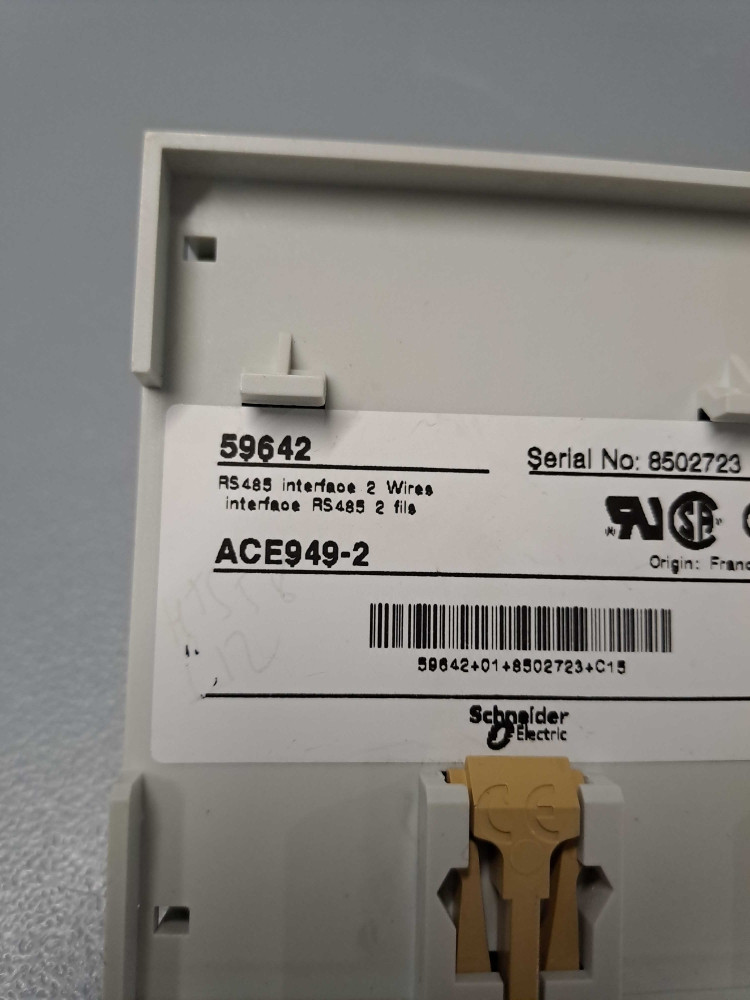 59642
Serial No: 8502723
RS485 interface 2 Wires
interface RS485 2 fils
ACE949-2
Origin:
59642+01+8502723+C15
Schneider
Electric
CE